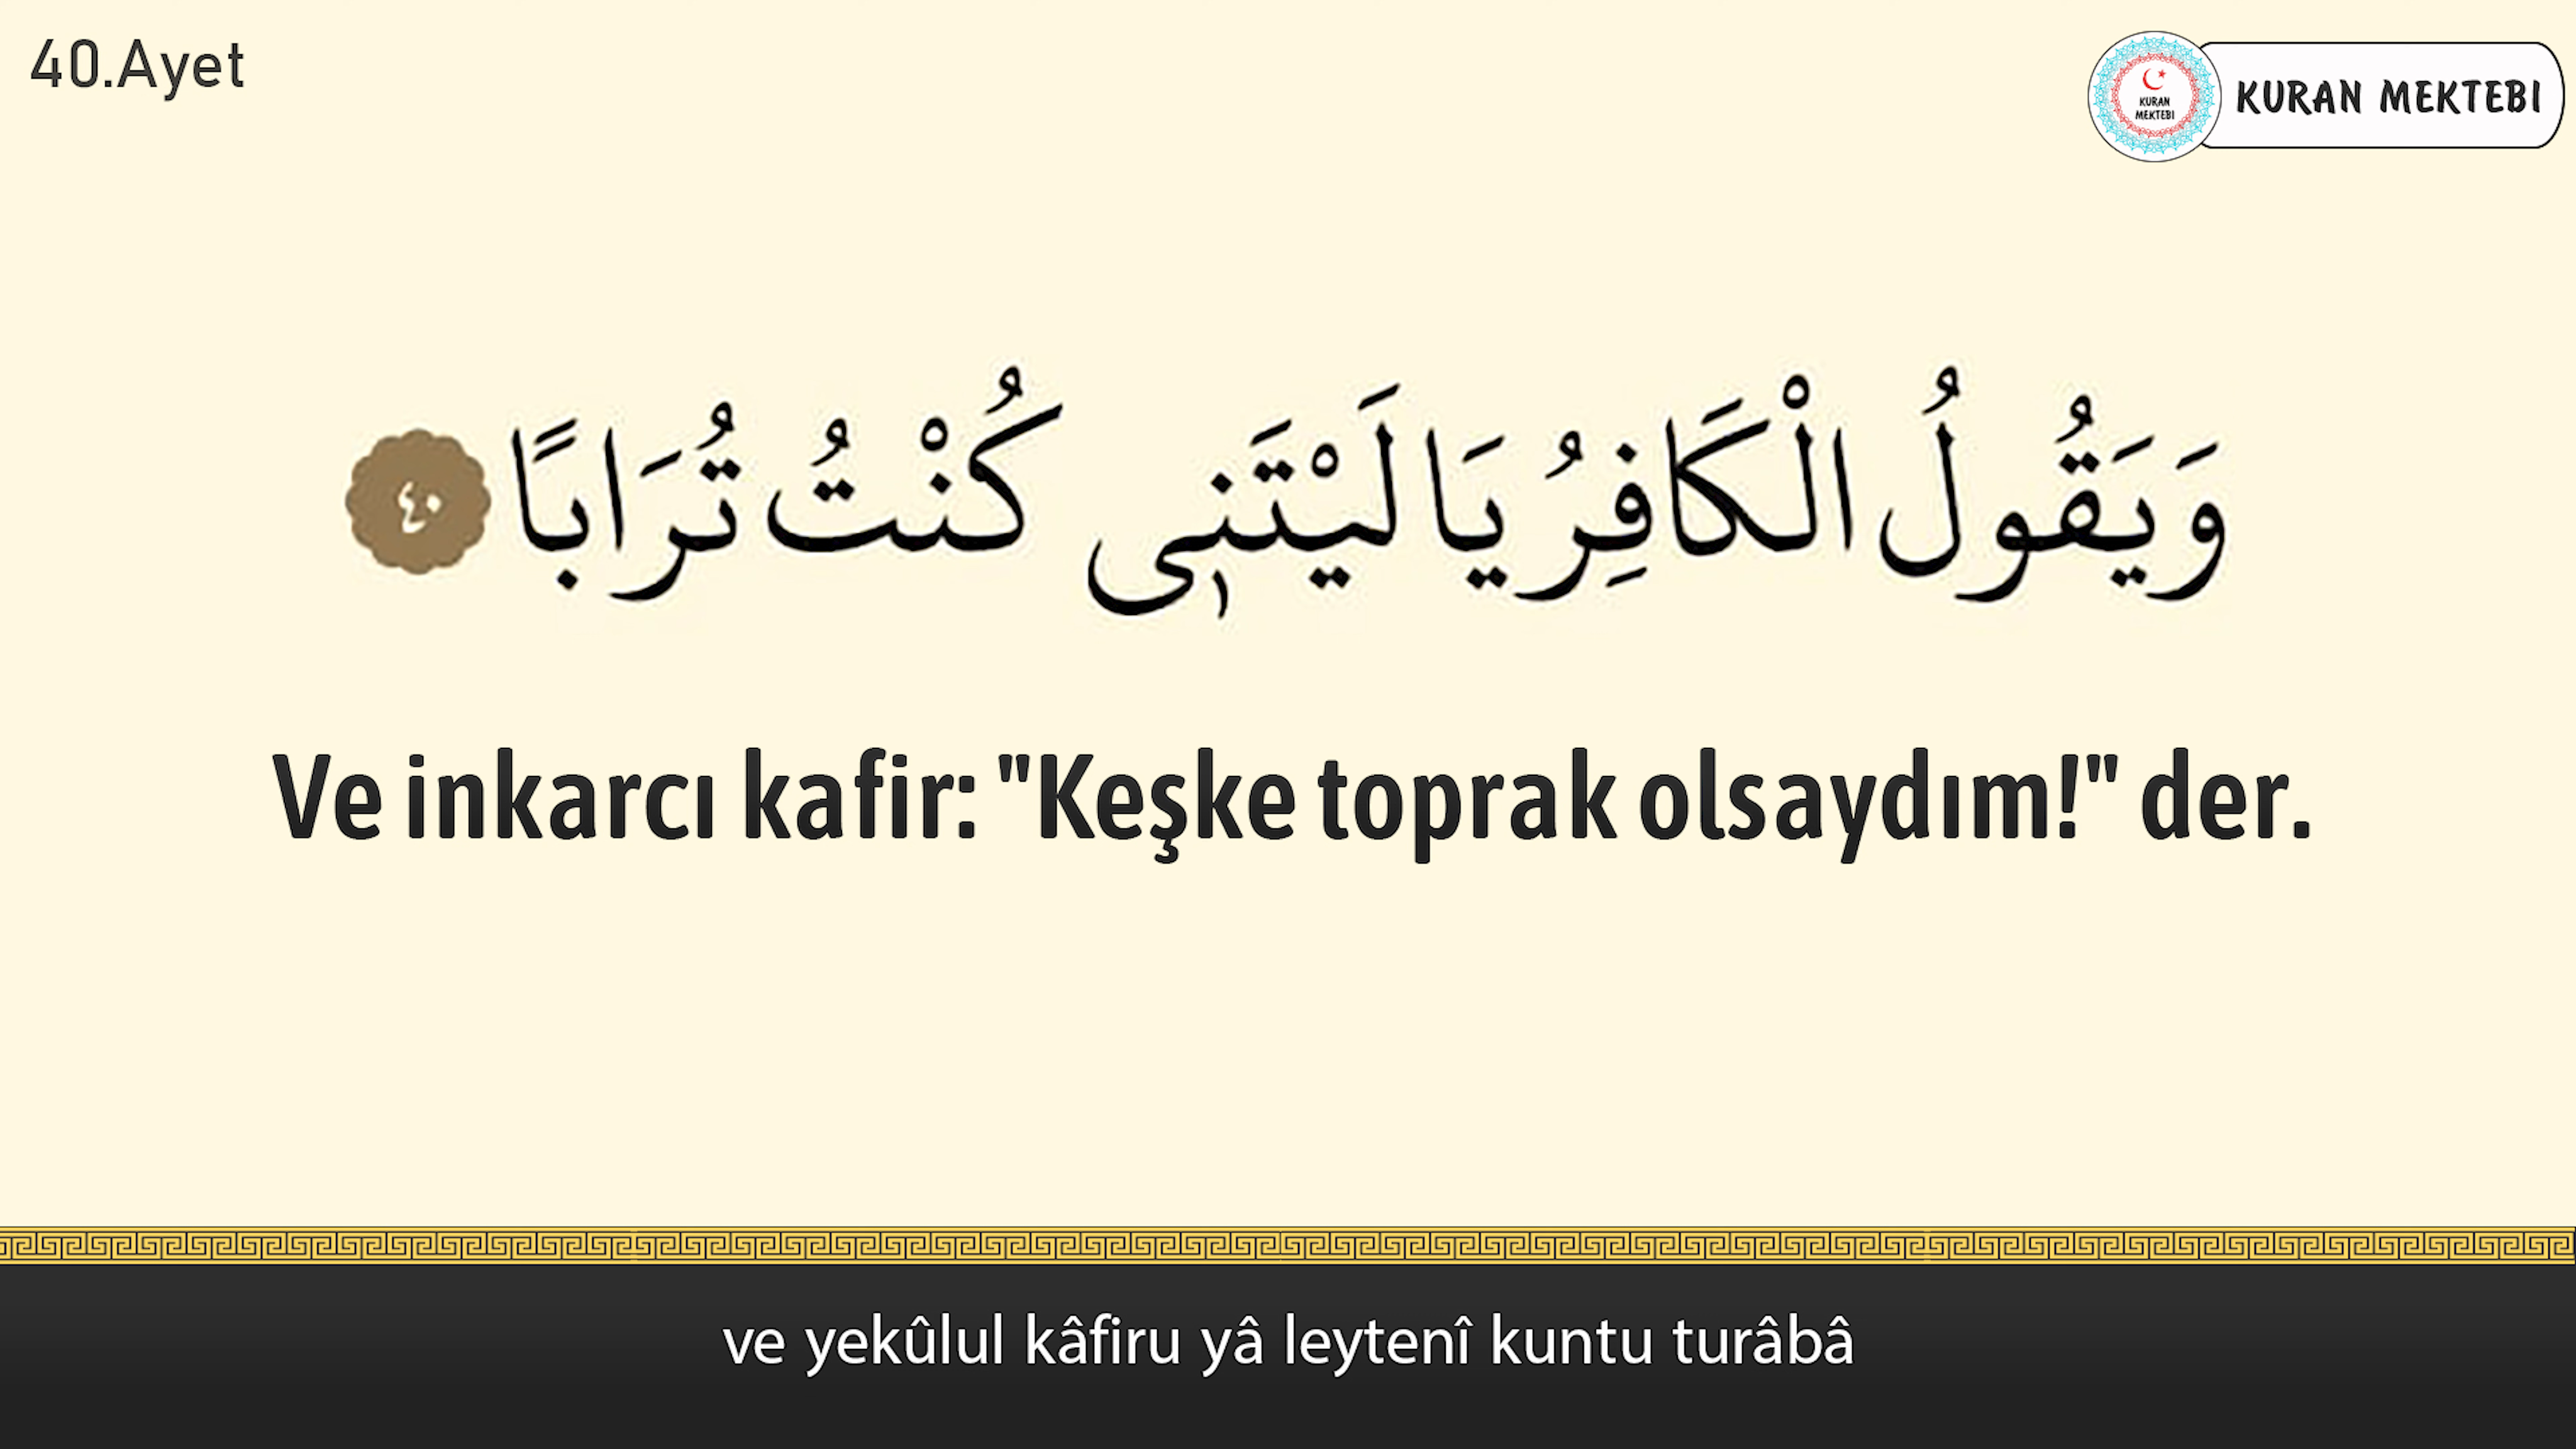 40.Ayet
KURAN
MEKTEBI
KURAN MEKTEBI
وَيَقُولُ الْكَافِرُ يَا لَيْتَنٖى كُنْتُ تُرَابًا ٤٠
Ve inkarcı kafir: "Keşke toprak olsaydım!" der.
ve yekûlul kâfiru yâ leytenî kuntu turâbâ